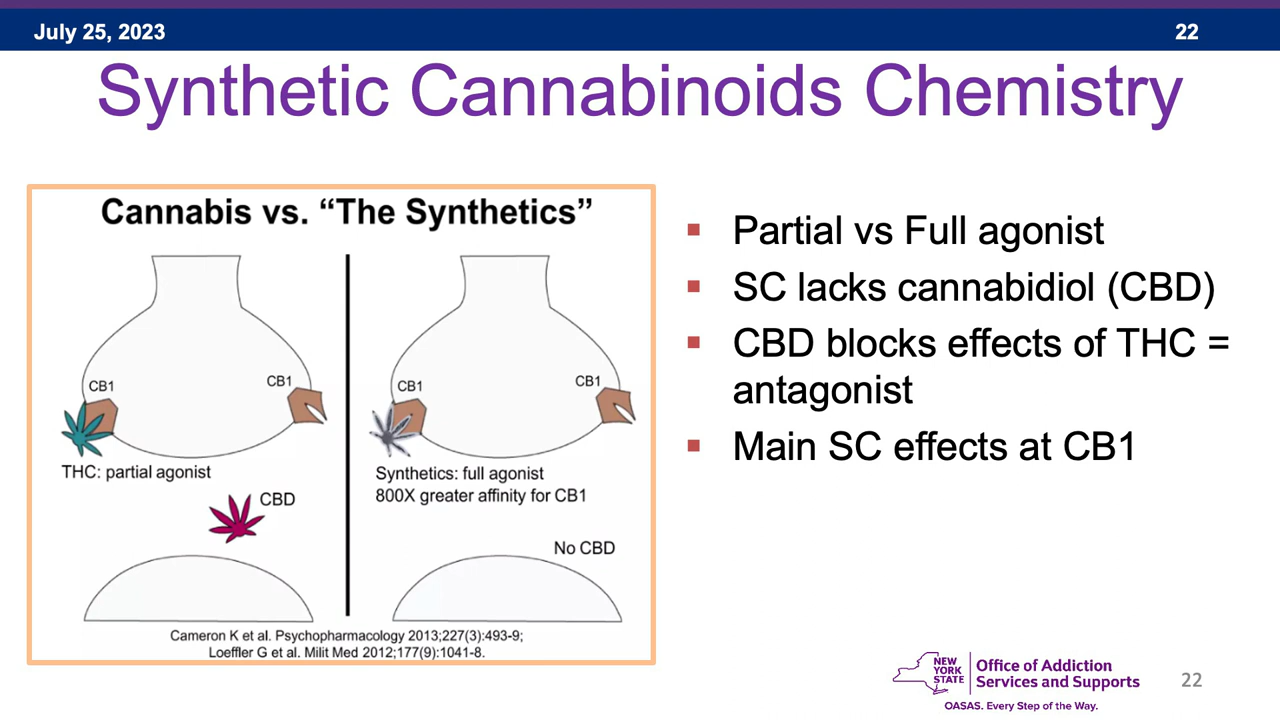 July 25, 2023
22
Synthetic Cannabinoids Chemistry
Cannabis vs. “The Synthetics”
CB1
CB1
THC: partial agonist
CBD
CB1
CB1
Synthetics: full agonist
800X greater affinity for CB1
No CBD
Cameron K et al. Psychopharmacology 2013;227(3):493-9;
Loeffler G et al. Milit Med 2012;177(9):1041-8.
▪ Partial vs Full agonist
▪ SC lacks cannabidiol (CBD)
▪ CBD blocks effects of THC =
antagonist
▪ Main SC effects at CB1
NEW
YORK
STATE
Office of Addiction
Services and Supports
OASAS. Every Step of the Way.
22